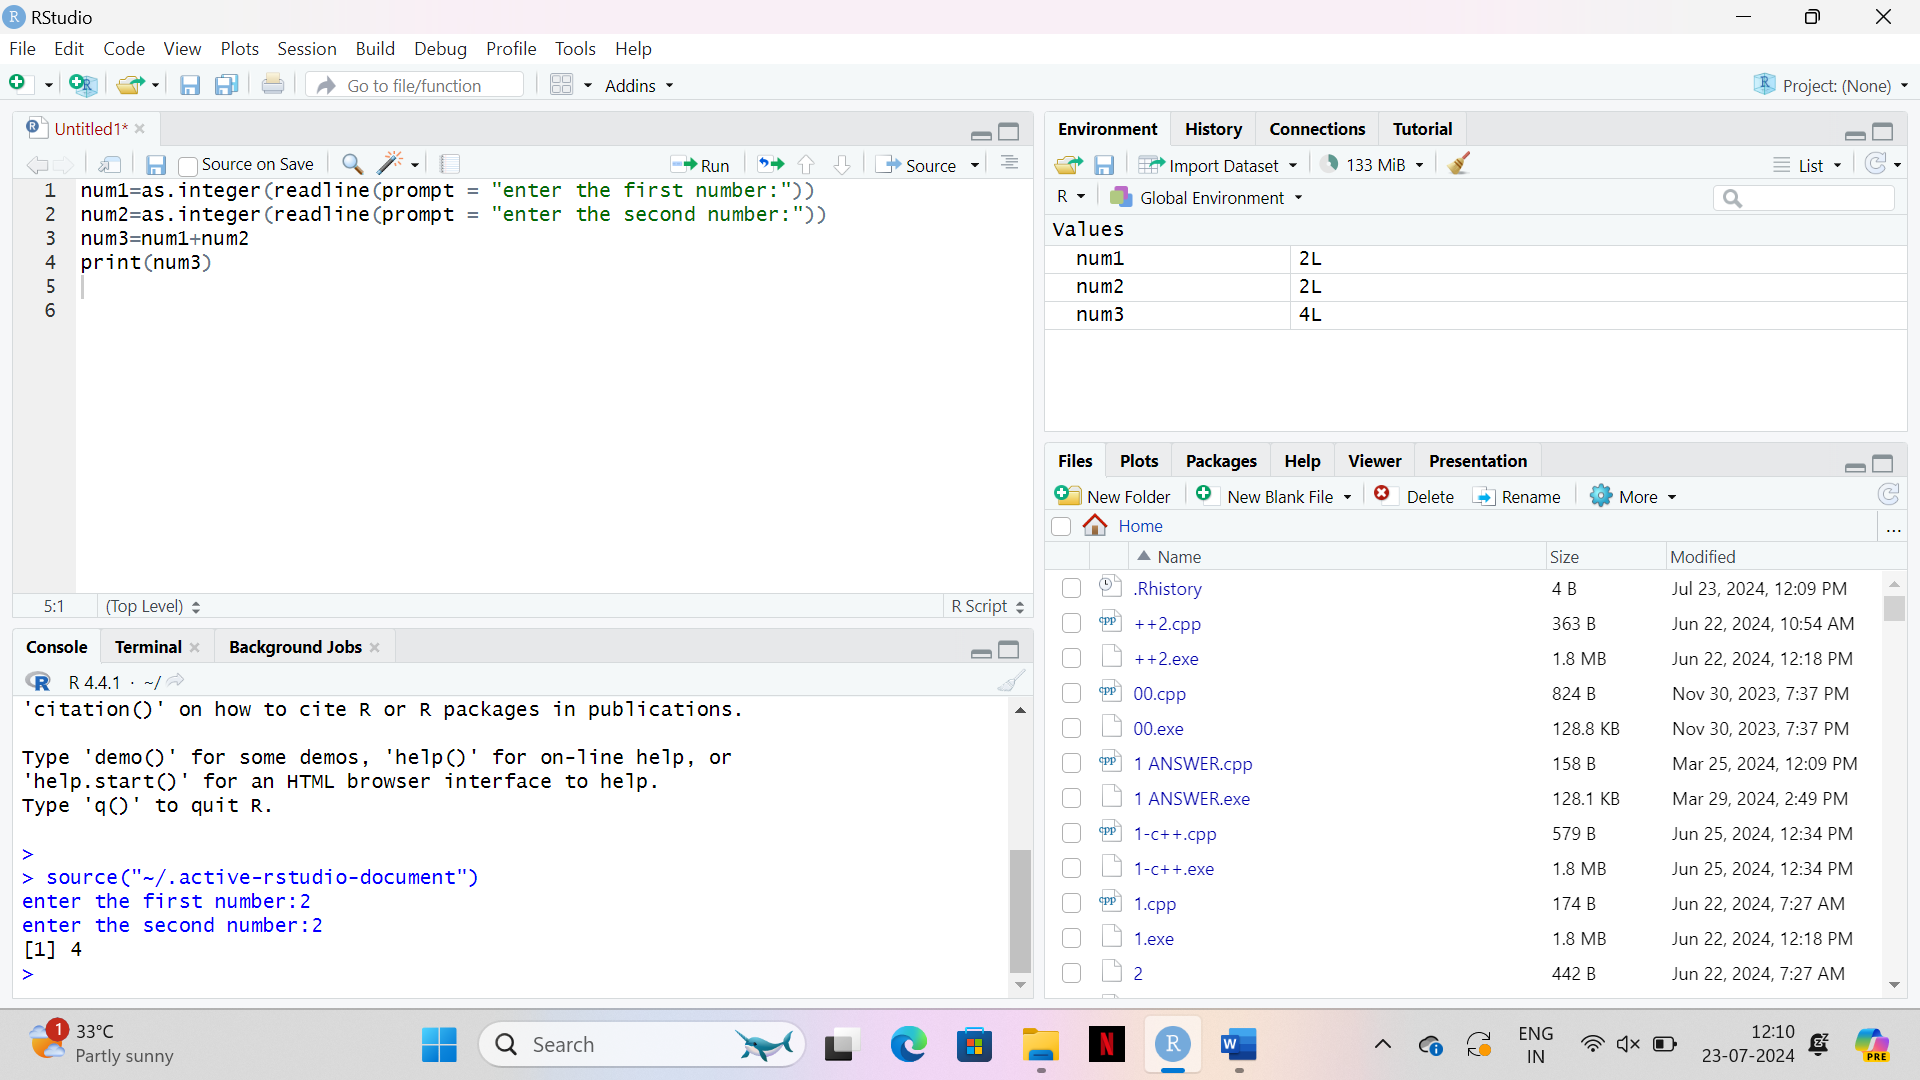 RStudio
File Edit Code View Plots Session Build Debug Profile Tools Help
Go to file/function Addins Project: (None)
Untitled1*
Source on Save Run Source
1 num1=as.integer(readline(prompt = "enter the first number:"))
2 num2=as.integer(readline(prompt = "enter the second number:"))
3 num3=num1+num2
4 print(num3)
5
6
5:1 (Top Level) R Script
Console Terminal Background Jobs
R 4.4.1 · ~/
'citation()' on how to cite R or R packages in publications.
Type 'demo()' for some demos, 'help()' for on-line help, or
'help.start()' for an HTML browser interface to help.
Type 'q()' to quit R.
>
> source("~/.active-rstudio-document")
enter the first number:2
enter the second number:2
[1] 4
>
Environment History Connections Tutorial
Import Dataset 133 MiB List
R Global Environment
Values
num1 2L
num2 2L
num3 4L
Files Plots Packages Help Viewer Presentation
New Folder New Blank File Delete Rename More
Home ...
Name Size Modified
.Rhistory 4 B Jul 23, 2024, 12:09 PM
++2.cpp 363 B Jun 22, 2024, 10:54 AM
++2.exe 1.8 MB Jun 22, 2024, 12:18 PM
00.cpp 824 B Nov 30, 2023, 7:37 PM
00.exe 128.8 KB Nov 30, 2023, 7:37 PM
1 ANSWER.cpp 158 B Mar 25, 2024, 12:09 PM
1 ANSWER.exe 128.1 KB Mar 29, 2024, 2:49 PM
1-c++.cpp 579 B Jun 25, 2024, 12:34 PM
1-c++.exe 1.8 MB Jun 25, 2024, 12:34 PM
1.cpp 174 B Jun 22, 2024, 7:27 AM
1.exe 1.8 MB Jun 22, 2024, 12:18 PM
2 442 B Jun 22, 2024, 7:27 AM
1 33°C
Partly sunny
Search
ENG
IN
12:10
23-07-2024
PRE